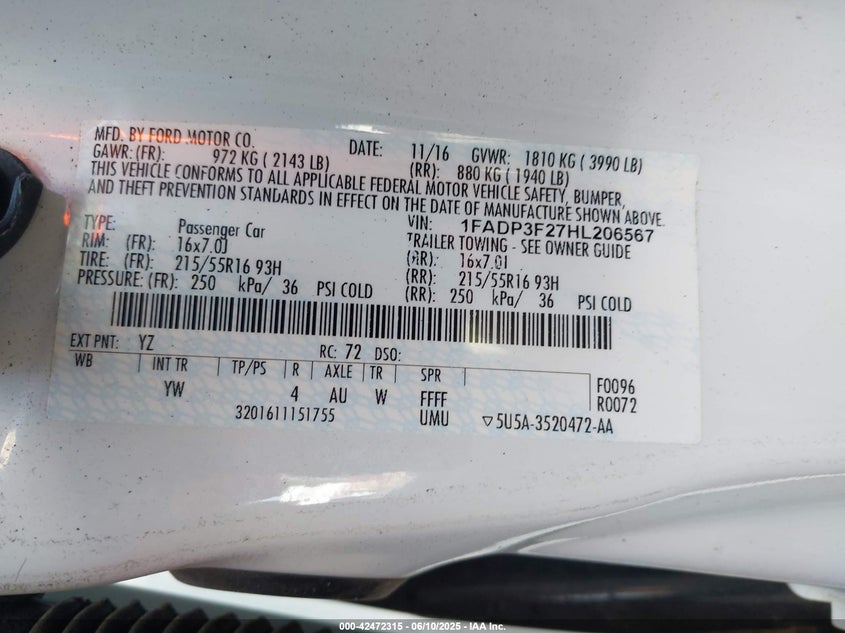 MFD. BY FORD MOTOR CO.
DATE: 11/16 GVWR: 1810 KG ( 3990 LB)
GAWR: (FR): 972 KG ( 2143 LB) (RR): 880 KG ( 1940 LB)
THIS VEHICLE CONFORMS TO ALL APPLICABLE FEDERAL MOTOR VEHICLE SAFETY, BUMPER,
AND THEFT PREVENTION STANDARDS IN EFFECT ON THE DATE OF MANUFACTURE SHOWN ABOVE.
VIN: 1FADP3F27HL206567
TYPE: Passenger Car TRAILER TOWING - SEE OWNER GUIDE
RIM: (FR): 16x7.0J (RR): 16x7.0J
TIRE: (FR): 215/55R16 93H (RR): 215/55R16 93H
PRESSURE: (FR): 250 kPa/ 36 PSI COLD (RR): 250 kPa/ 36 PSI COLD
EXT PNT: YZ RC: 72 DSO:
WB INT TR TP/PS R AXLE TR SPR
YW 4 AU W FFFF
F0096
R0072
3201611151755 UMU ▽5U5A-3520472-AA
000-42472315 - 06/10/2025 - IAA Inc.